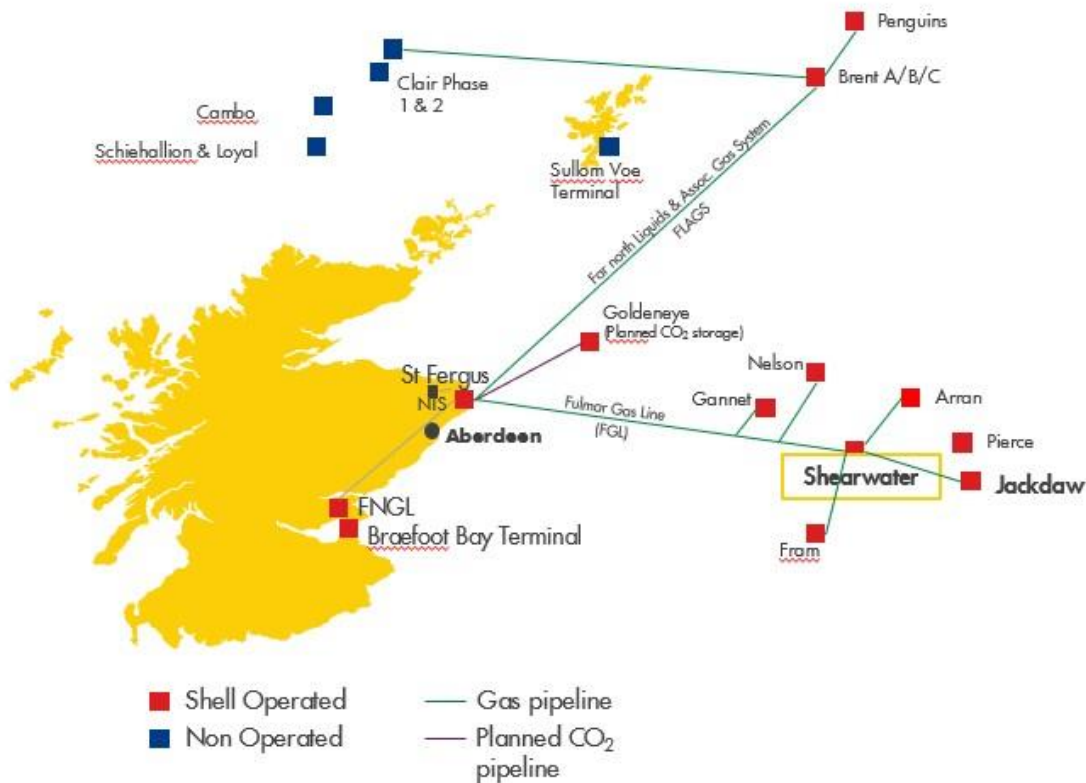 Penguins
Brent A/B/C
Clair Phase
1 & 2
Cambo
Schiehallion & Loyal
Sullom Voe
Terminal
Far north Liquids & Assoc. Gas System
FLAGS
Goldeneye
(Planned CO₂ storage)
Nelson
St Fergus
Gannet
Arran
NTS
Fulmar Gas Line
(FGL)
Aberdeen
Pierce
Shearwater
Jackdaw
FNGL
Braefoot Bay Terminal
Fram
Shell Operated
Gas pipeline
Non Operated
Planned CO₂
pipeline